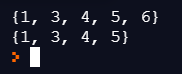 {1, 3, 4, 5, 6}
{1, 3, 4, 5}
>